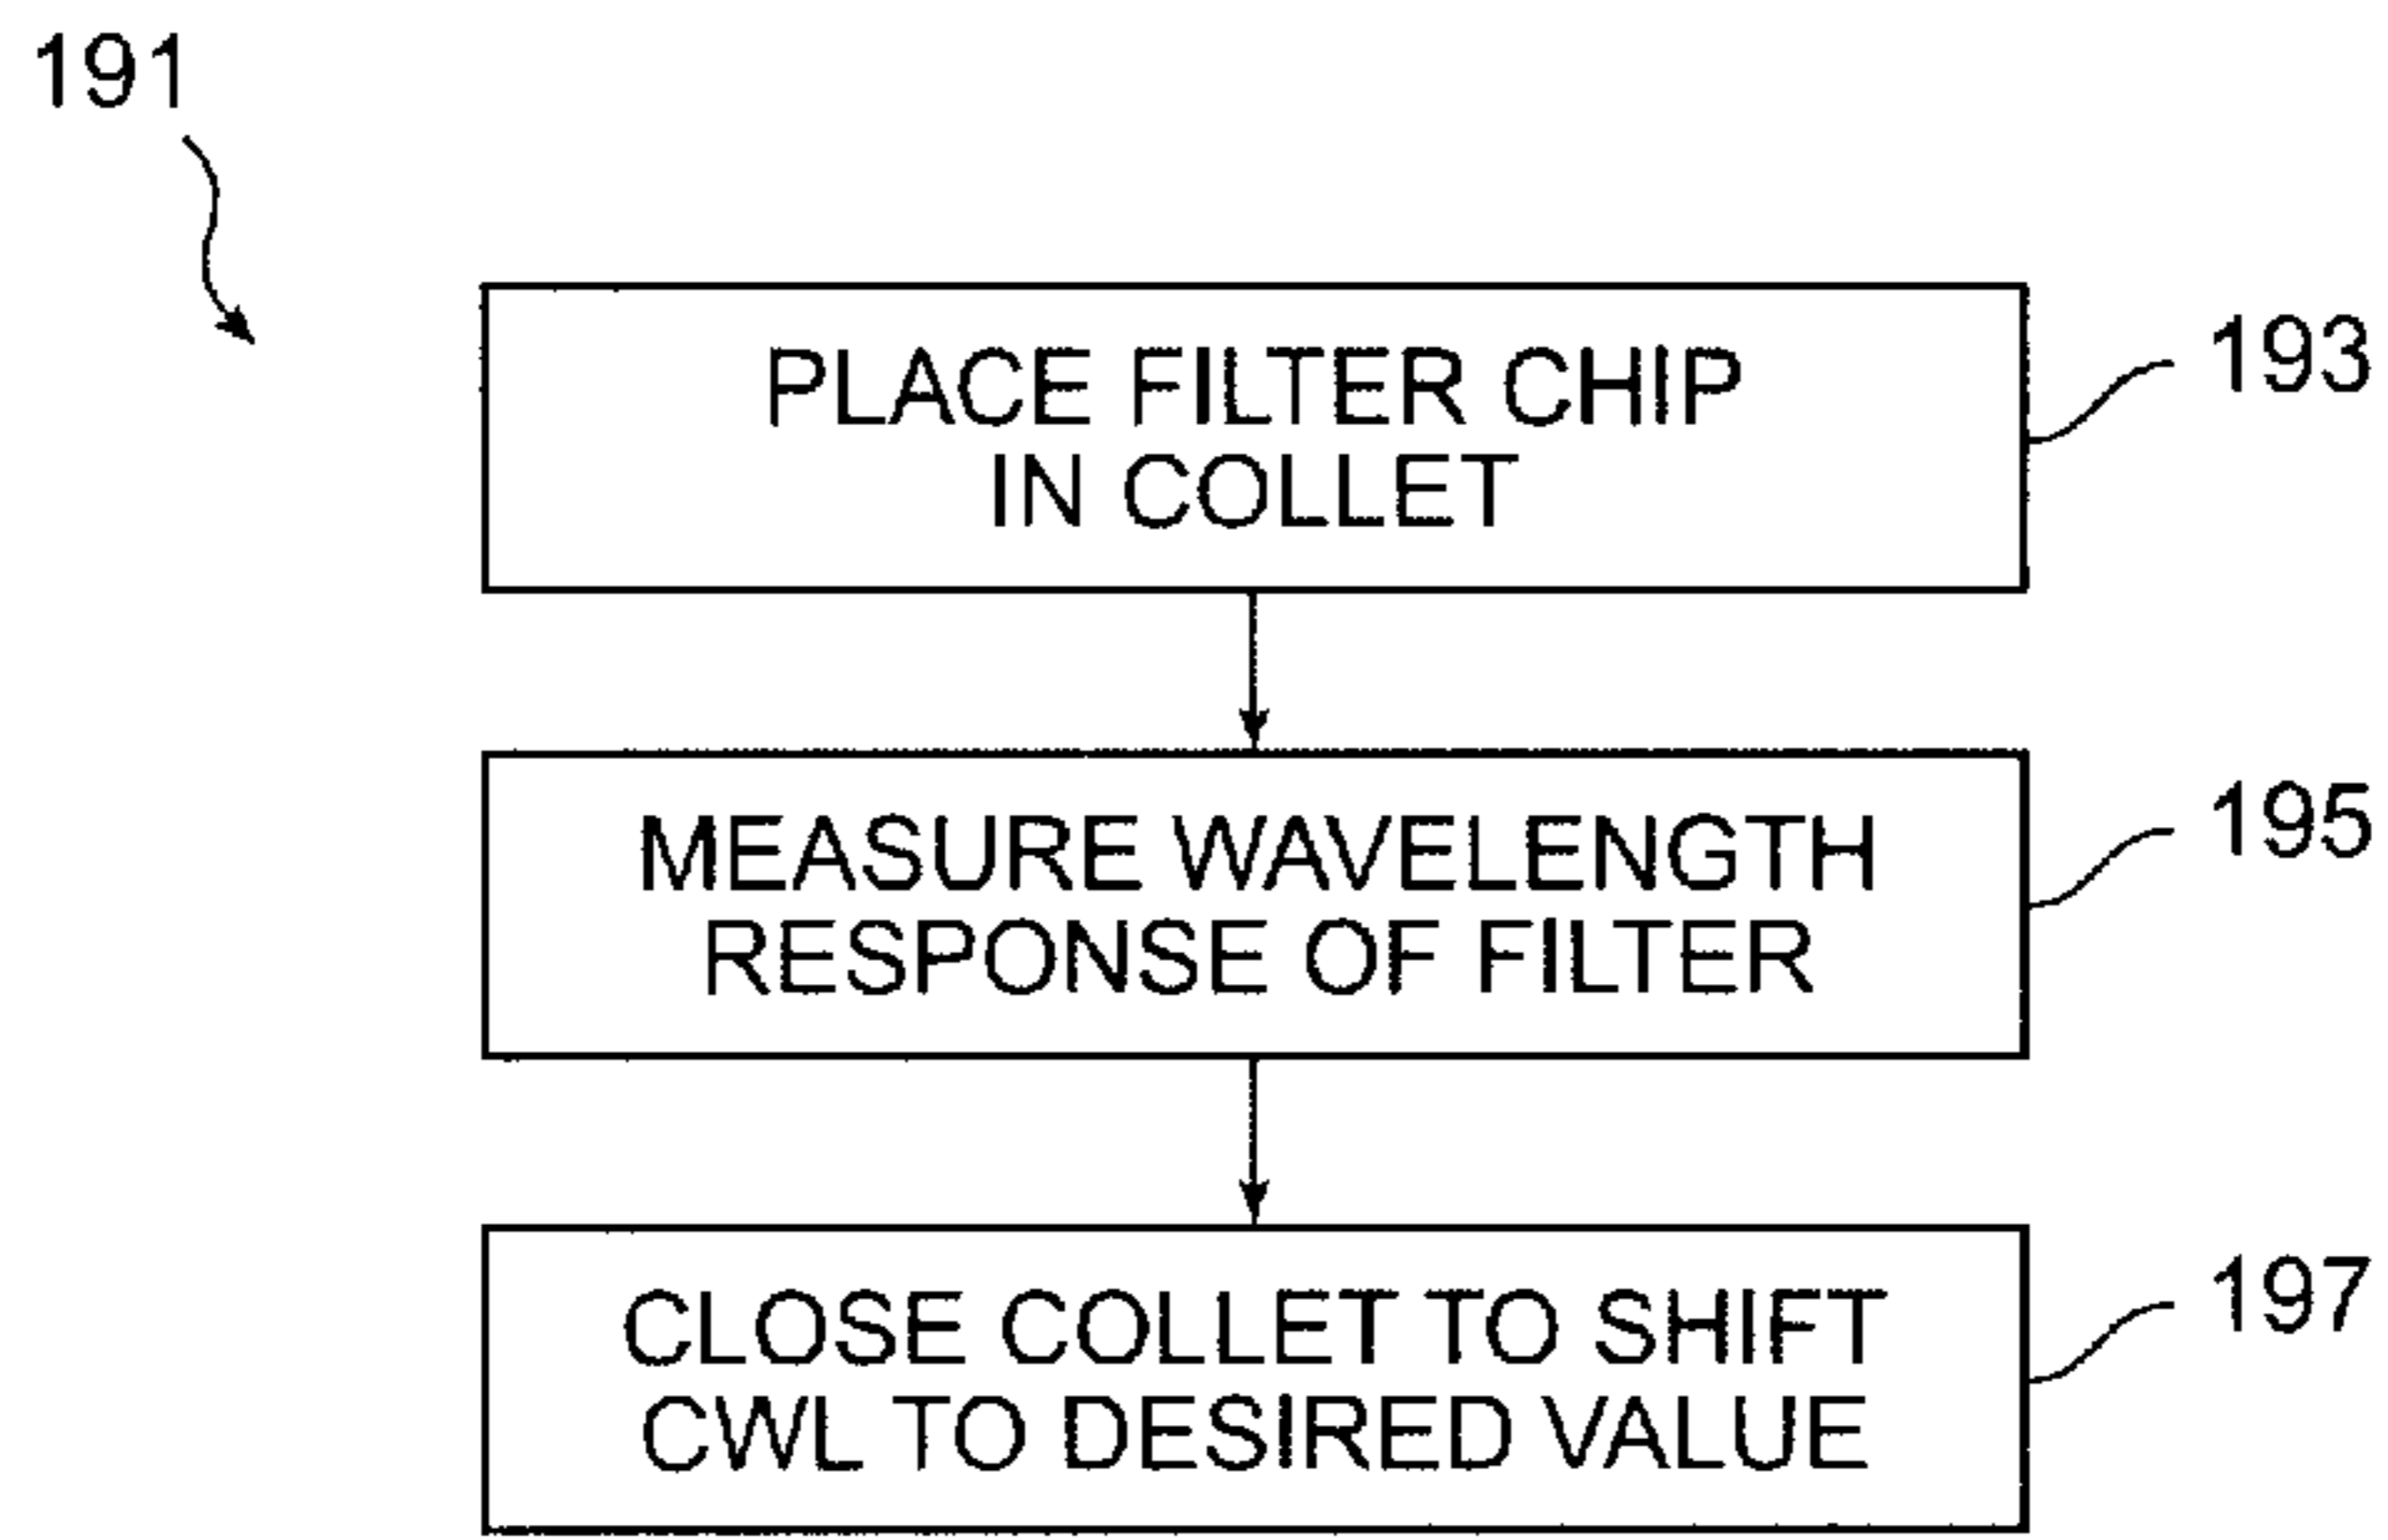 191
PLACE FILTER CHIP
IN COLLET
193
MEASURE WAVELENGTH
RESPONSE OF FILTER
195
CLOSE COLLET TO SHIFT
CWL TO DESIRED VALUE
197